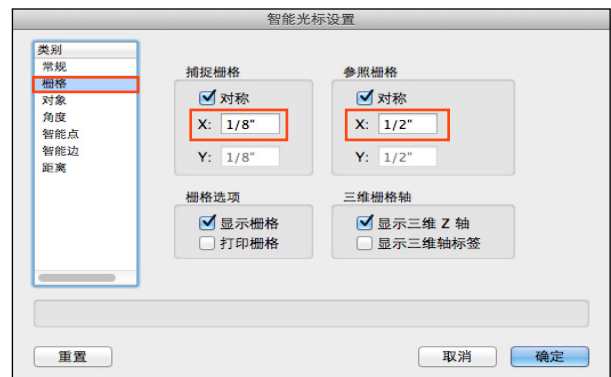 智能光标设置
类别
常规
栅格
对象
角度
智能点
智能边
距离
捕捉栅格
对称
X: 1/8"
Y: 1/8"
参照栅格
对称
X: 1/2"
Y: 1/2"
栅格选项
显示栅格
打印栅格
三维栅格轴
显示三维 Z 轴
显示三维轴标签
重置
取消
确定